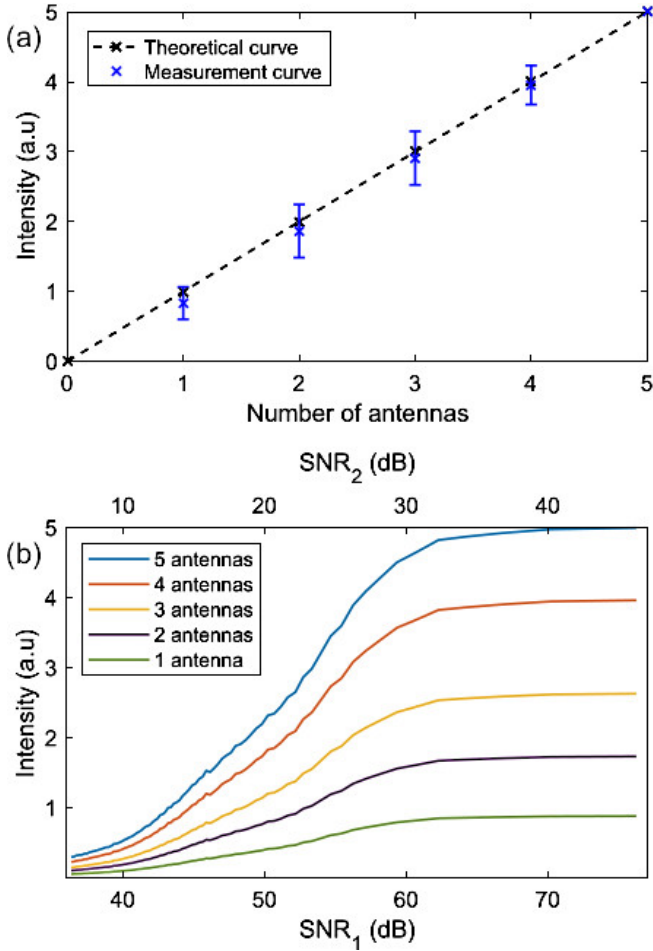 (a)
5
4
3
2
1
0
Intensity (a.u)
Theoretical curve
Measurement curve
0 1 2 3 4 5
Number of antennas
SNR2 (dB)
10 20 30 40
(b)
5
4
3
2
1
Intensity (a.u)
5 antennas
4 antennas
3 antennas
2 antennas
1 antenna
40 50 60 70
SNR1 (dB)